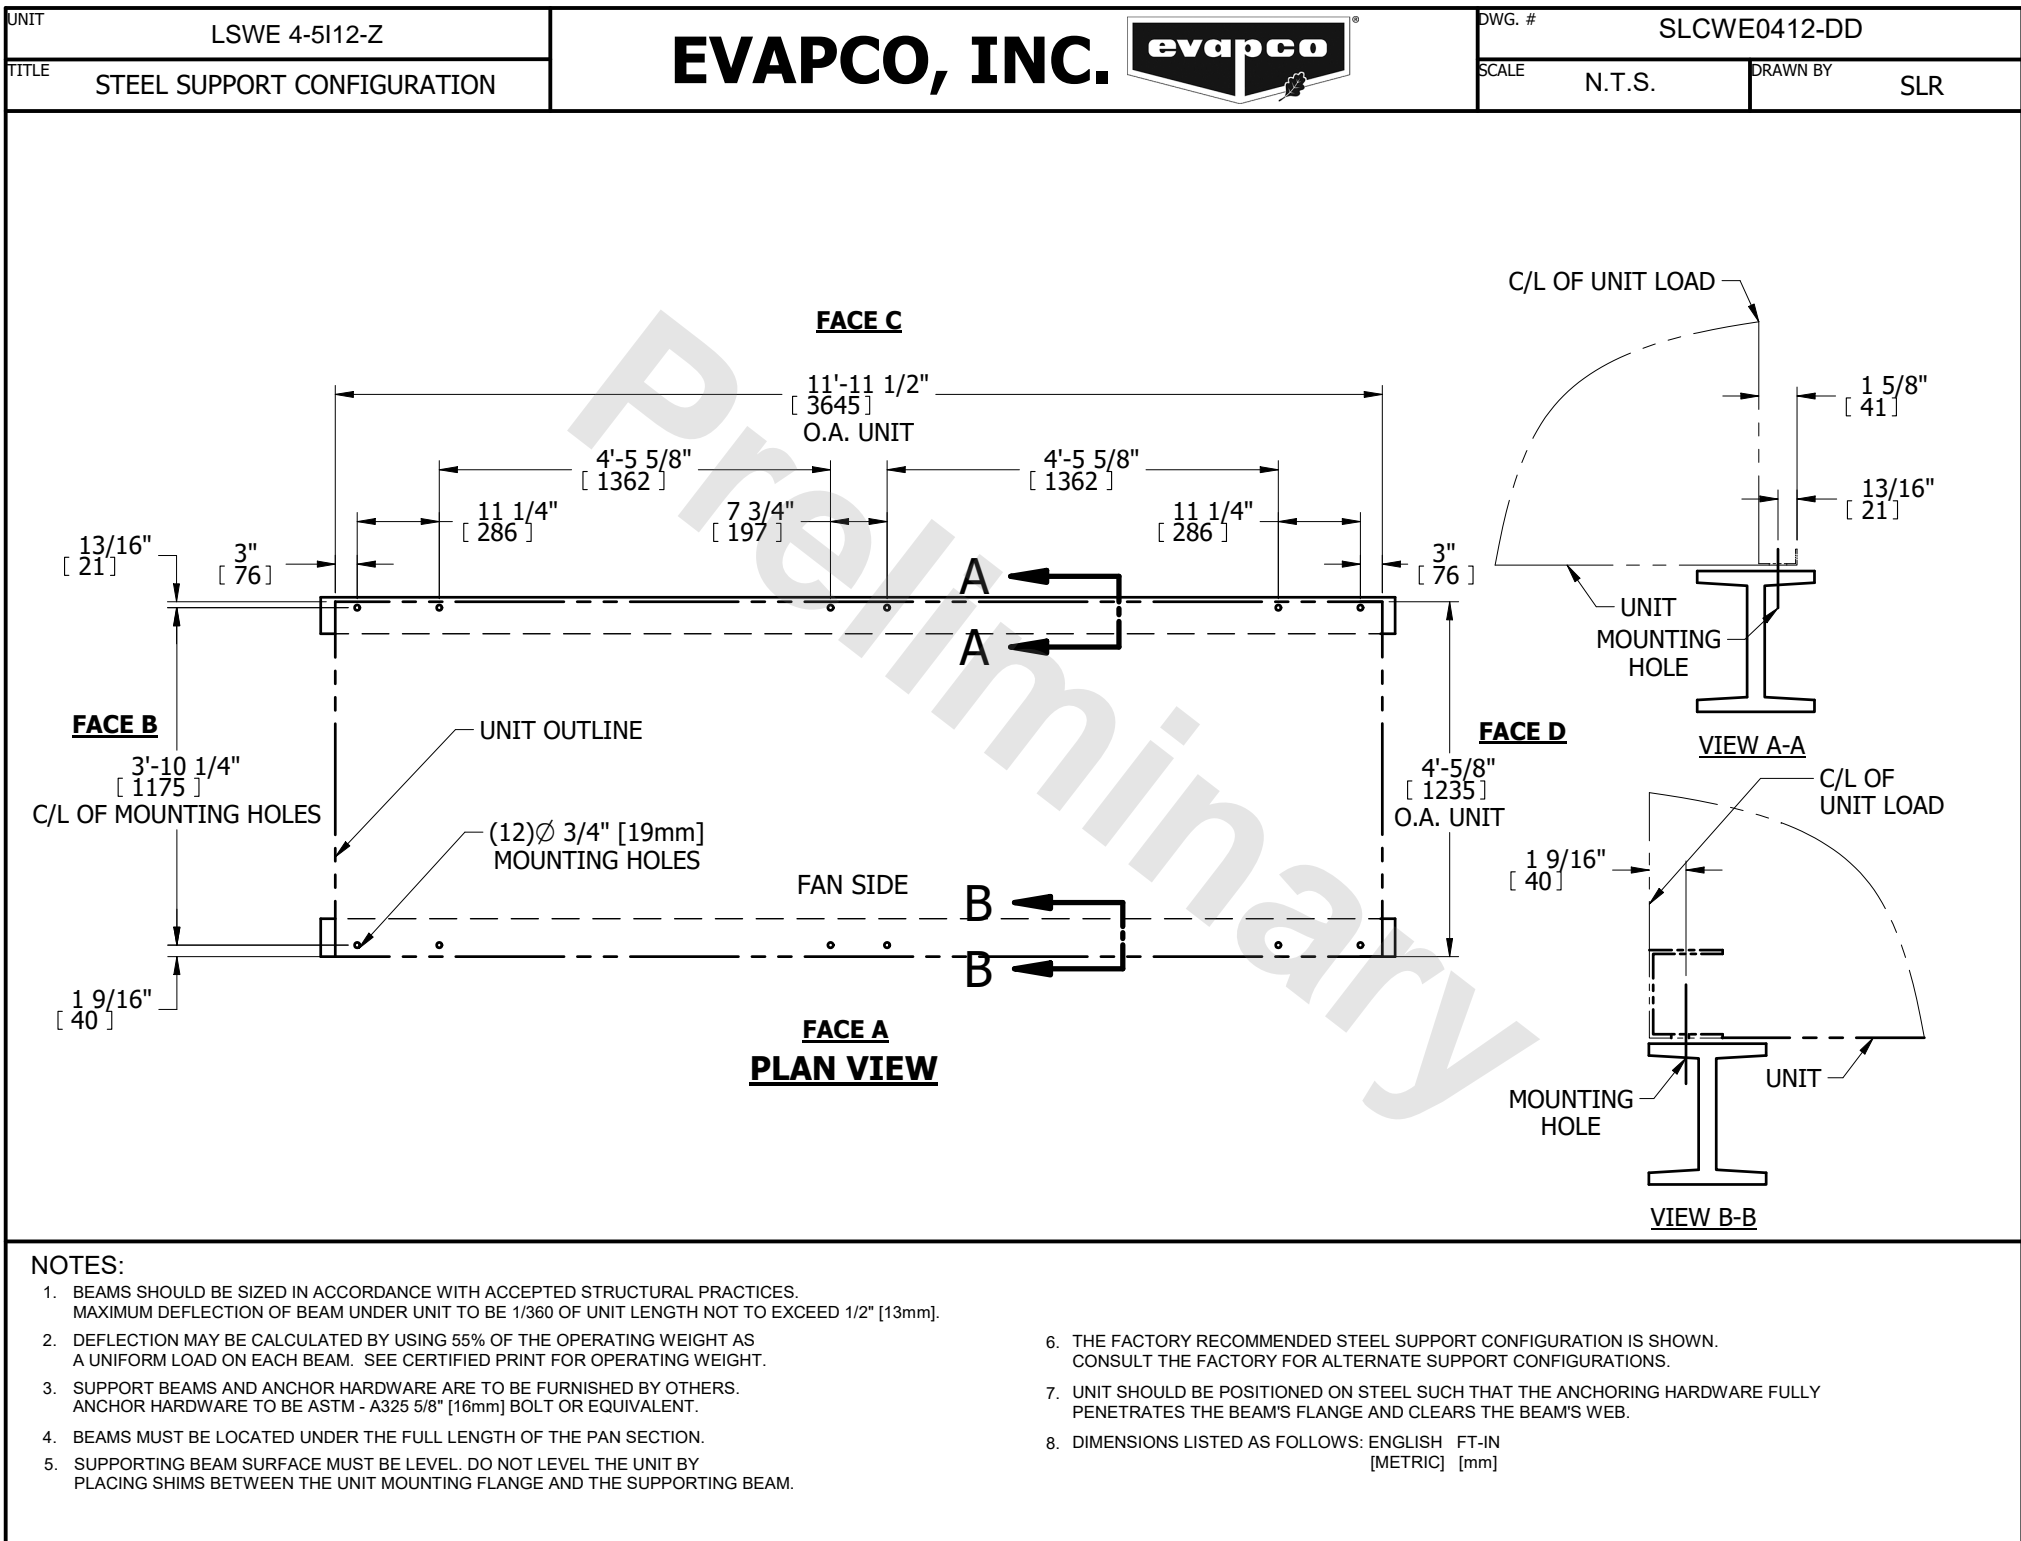 UNIT
LSWE 4-5I12-Z
TITLE
STEEL SUPPORT CONFIGURATION
EVAPCO, INC.
evapco
®
DWG. #
SLCWE0412-DD
SCALE
N.T.S.
DRAWN BY
SLR
Preliminary
FACE C
11'-11 1/2"
[ 3645 ]
O.A. UNIT
4'-5 5/8"
[ 1362 ]
4'-5 5/8"
[ 1362 ]
11 1/4"
[ 286 ]
7 3/4"
[ 197 ]
11 1/4"
[ 286 ]
13/16"
[ 21 ]
3"
[ 76 ]
3"
[ 76 ]
A
A
FACE B
3'-10 1/4"
[ 1175 ]
C/L OF MOUNTING HOLES
UNIT OUTLINE
(12)Ø 3/4" [19mm]
MOUNTING HOLES
FAN SIDE
B
B
FACE D
4'-5/8"
[ 1235 ]
O.A. UNIT
1 9/16"
[ 40 ]
FACE A
PLAN VIEW
C/L OF UNIT LOAD
1 5/8"
[ 41 ]
13/16"
[ 21 ]
UNIT
MOUNTING
HOLE
VIEW A-A
C/L OF
UNIT LOAD
1 9/16"
[ 40 ]
UNIT
MOUNTING
HOLE
VIEW B-B
NOTES:
1. BEAMS SHOULD BE SIZED IN ACCORDANCE WITH ACCEPTED STRUCTURAL PRACTICES.
MAXIMUM DEFLECTION OF BEAM UNDER UNIT TO BE 1/360 OF UNIT LENGTH NOT TO EXCEED 1/2" [13mm].
2. DEFLECTION MAY BE CALCULATED BY USING 55% OF THE OPERATING WEIGHT AS
A UNIFORM LOAD ON EACH BEAM. SEE CERTIFIED PRINT FOR OPERATING WEIGHT.
3. SUPPORT BEAMS AND ANCHOR HARDWARE ARE TO BE FURNISHED BY OTHERS.
ANCHOR HARDWARE TO BE ASTM - A325 5/8" [16mm] BOLT OR EQUIVALENT.
4. BEAMS MUST BE LOCATED UNDER THE FULL LENGTH OF THE PAN SECTION.
5. SUPPORTING BEAM SURFACE MUST BE LEVEL. DO NOT LEVEL THE UNIT BY
PLACING SHIMS BETWEEN THE UNIT MOUNTING FLANGE AND THE SUPPORTING BEAM.
6. THE FACTORY RECOMMENDED STEEL SUPPORT CONFIGURATION IS SHOWN.
CONSULT THE FACTORY FOR ALTERNATE SUPPORT CONFIGURATIONS.
7. UNIT SHOULD BE POSITIONED ON STEEL SUCH THAT THE ANCHORING HARDWARE FULLY
PENETRATES THE BEAM'S FLANGE AND CLEARS THE BEAM'S WEB.
8. DIMENSIONS LISTED AS FOLLOWS: ENGLISH FT-IN
[METRIC] [mm]